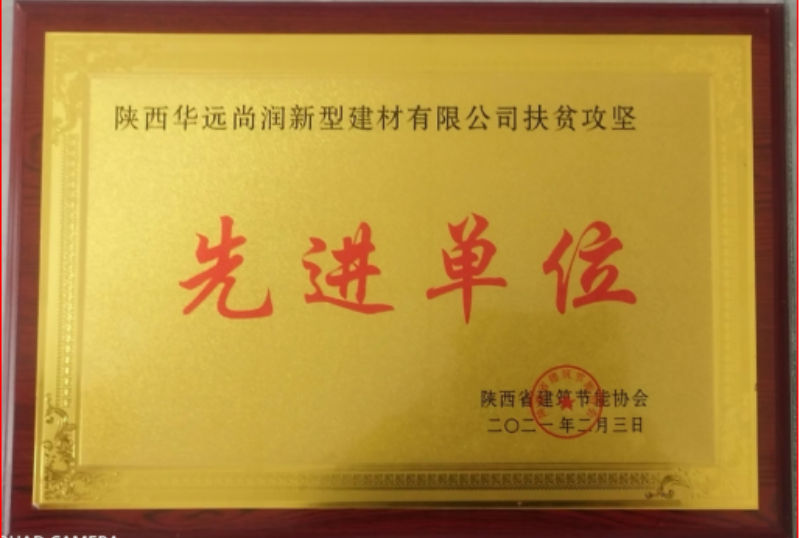 陕西华远尚润新型建材有限公司扶贫攻坚
先进单位
陕西省建筑节能协会
二〇二一年二月三日